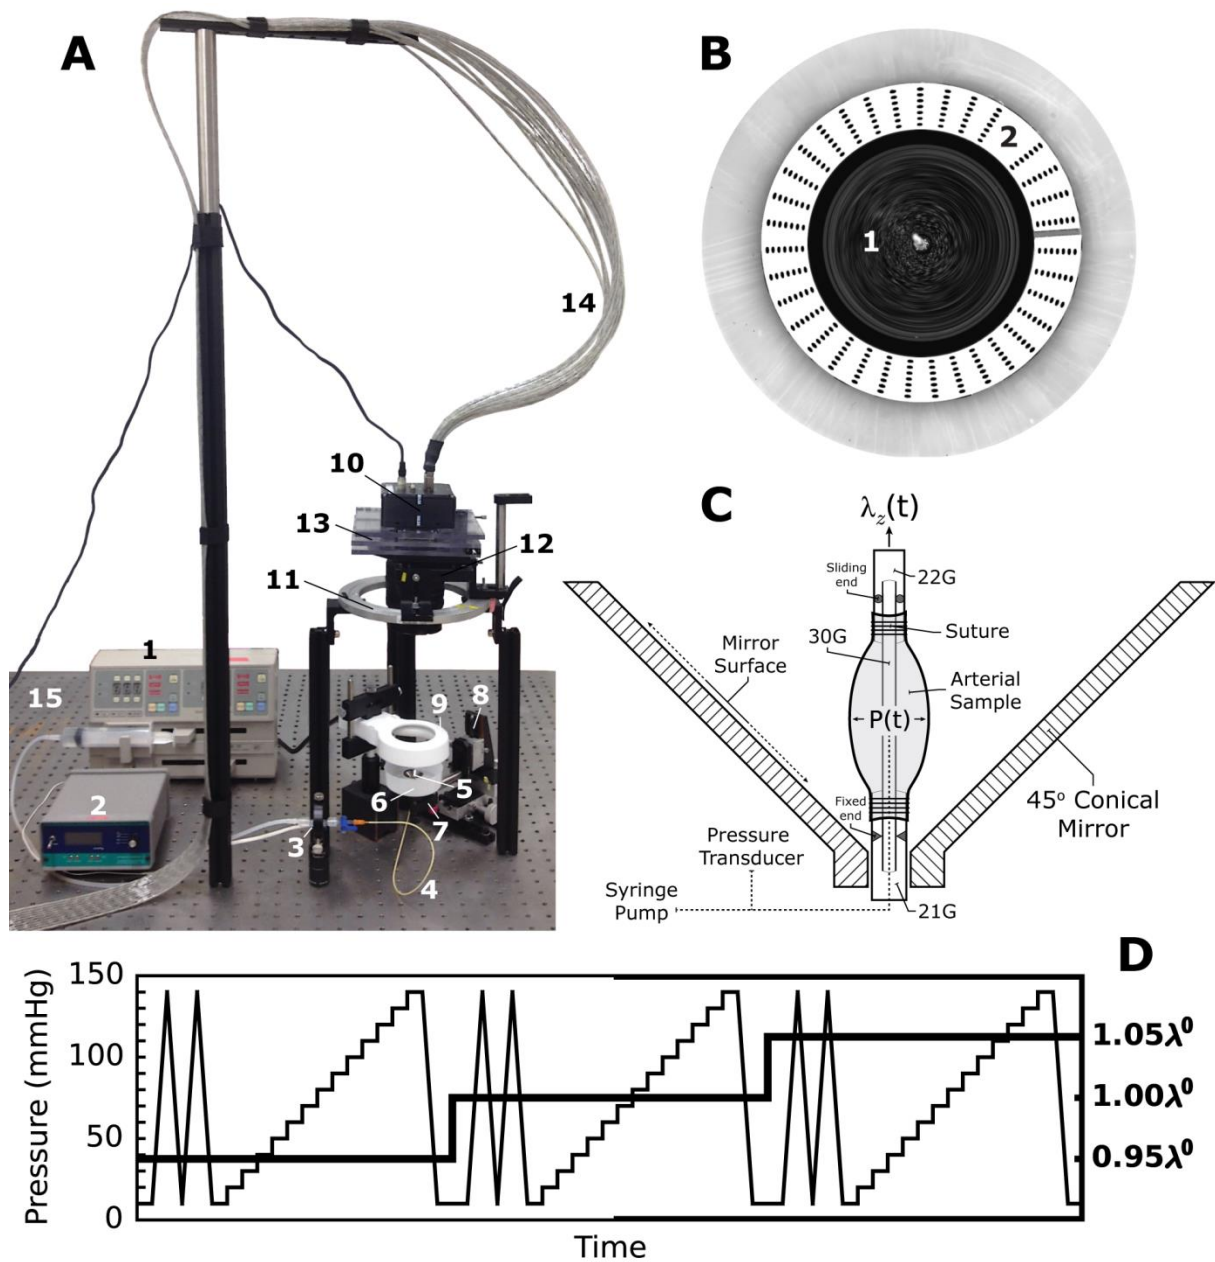 A
14
10
13
12
11
1
15
9
8
2
5
6
7
3
4
B
2
1
C
λz(t)
Sliding
end
22G
30G
Suture
Mirror
Surface
Arterial
Sample
P(t)
Fixed
end
45° Conical
Mirror
Pressure
Transducer
Syringe
Pump
21G
D
Pressure (mmHg)
150
100
50
0
1.05λ⁰
1.00λ⁰
0.95λ⁰
Time